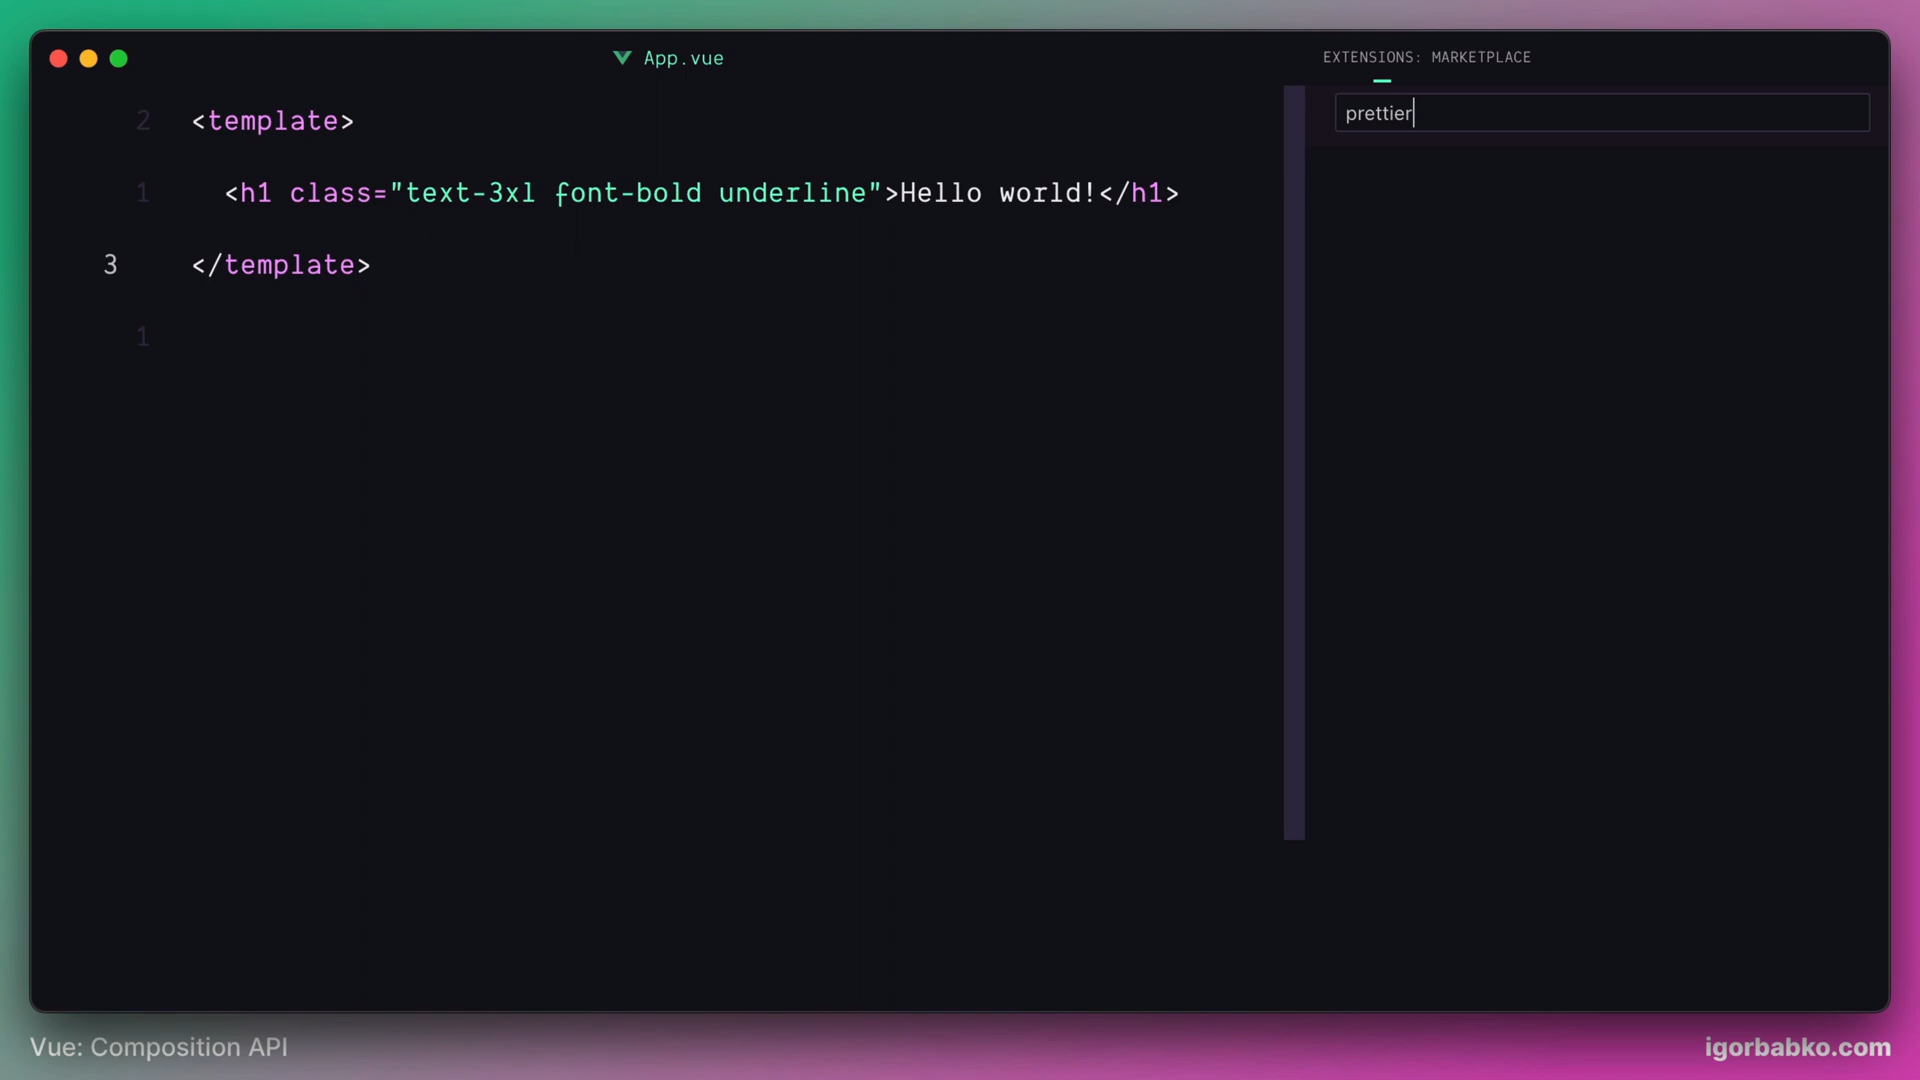 App.vue
EXTENSIONS: MARKETPLACE
prettier
2 <template>
1 <h1 class="text-3xl font-bold underline">Hello world!</h1>
3 </template>
1
Vue: Composition API
igorbabko.com